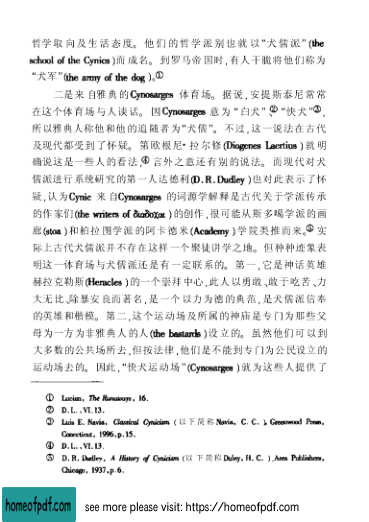 哲学取向及生活态度。他们的哲学派别也就以“犬儒派”(the
school of the Cynics)而成名。到罗马帝国时,有人干脆将他们称为
“犬军”(the army of the dog)。①
二是来自雅典的Cynosarges 体育场。据说,安提斯泰尼常常
在这个体育场与人谈话。因Cynosarges 意为“白犬”、②“快犬”③,
所以雅典人称他和他的追随者为“犬儒”。不过,这一说法在古代
及现代都受到了怀疑。第欧根尼·拉尔修(Diogenes Laertius)就明
确说这是一些人的看法,④言外之意还有别的说法。而现代对犬
儒派进行系统研究的第一人达德利(D.R.Dudley)也对此表示了怀
疑,认为Cynic 来自Cynosarges 的词源学解释是古代关于学派传承
的作家们(the writers of διαδοχαι)的创作,很可能从斯多噶学派的画
廊(stoa)和柏拉图学派的阿卡德米(Academy)学院类推而来。⑤实
际上古代犬儒派并不存在这样一个聚徒讲学之地。但种种迹象表
明这一体育场与犬儒派还是有一定联系的。第一,它是神话英雄
赫拉克勒斯(Heracles)的一个崇拜中心,此人以勇敢、敢于吃苦、力
大无比、除暴安良而著名,是一个以力为德的典范,是犬儒派信奉
的英雄和楷模。第二,这个运动场及所属的神庙是专门为那些父
母为一方为非雅典人的人(the bastards)设立的。虽然他们可以到
大多数的公共场所去,但按法律,他们是不能到专门为公民设立的
运动场去的。因此,“快犬运动场”(Cynosarges)就为这些人提供了
① Lucian, The Runaways, 16.
② D.L., VI.13.
③ Luis E. Navia, Classical Cynicism (以下简称 Navia, C. C.), Greenwood Press,
Conecticut, 1996, p.15.
④ D.L., VI.13.
⑤ D.R. Dudley, A History of Cynicism (以下简称 Duley, H. C.), Ares Publishers,
Chicago, 1937, p.6.
homeofpdf.com see more please visit: https://homeofpdf.com